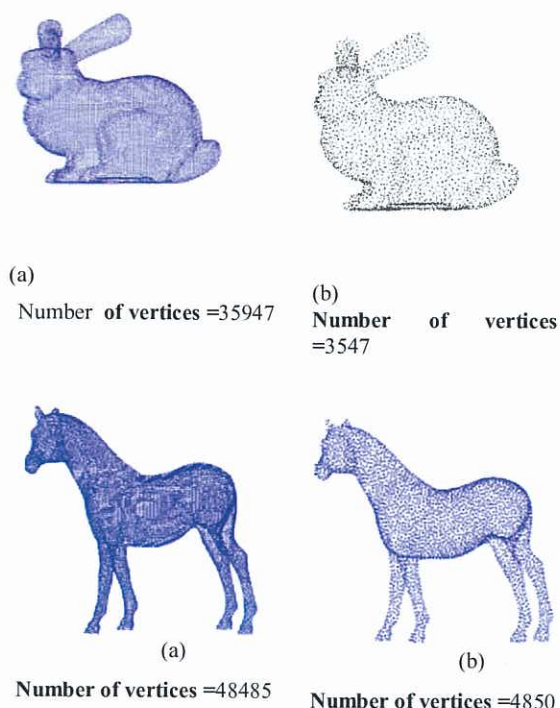 (a)
Number of vertices =35947
(b)
Number of vertices
=3547
(a)
Number of vertices =48485
(b)
Number of vertices =4850